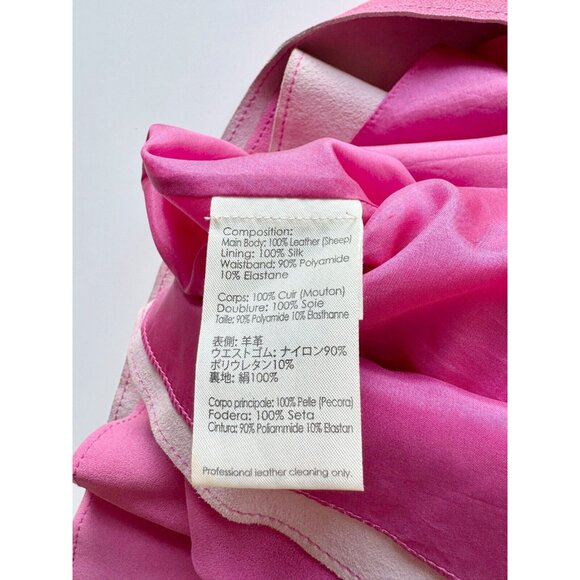 Composition:
Main Body: 100% Leather (Sheep)
Lining: 100% Silk
Waistband: 90% Polyamide
10% Elastane
Corps: 100% Cuir (Mouton)
Doublure: 100% Soie
Taille: 90% Polyamide 10% Elasthanne
表側: 羊革
ウエストゴム: ナイロン90%
ポリウレタン10%
裏地: 絹100%
Corpo principale: 100% Pelle (Pecora)
Fodera: 100% Seta
Cintura: 90% Poliammide 10% Elastan
Professional leather cleaning only.